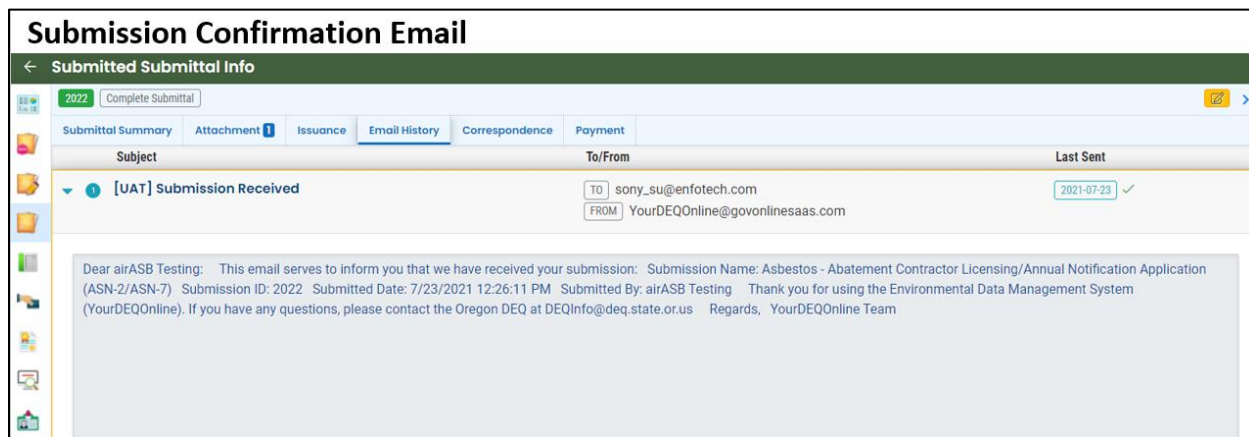 Submission Confirmation Email
← Submitted Submittal Info
2022 Complete Submittal
Submittal Summary Attachment 1 Issuance Email History Correspondence Payment
Subject To/From Last Sent
1 [UAT] Submission Received TO sony_su@enfotech.com 2021-07-23
FROM YourDEQOnline@govonlinesaas.com
Dear airASB Testing: This email serves to inform you that we have received your submission: Submission Name: Asbestos - Abatement Contractor Licensing/Annual Notification Application
(ASN-2/ASN-7) Submission ID: 2022 Submitted Date: 7/23/2021 12:26:11 PM Submitted By: airASB Testing Thank you for using the Environmental Data Management System
(YourDEQOnline). If you have any questions, please contact the Oregon DEQ at DEQInfo@deq.state.or.us Regards, YourDEQOnline Team